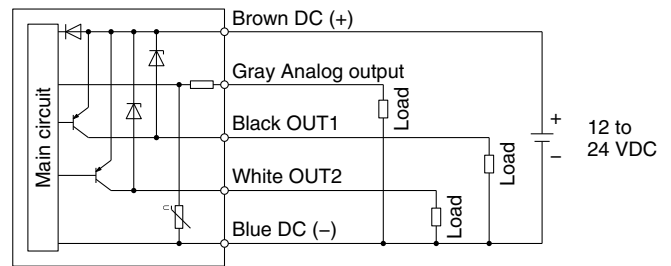 Brown DC (+)
Gray Analog output
Main circuit
Load
Black OUT1
Load
+
−
12 to
24 VDC
White OUT2
Load
Blue DC (−)